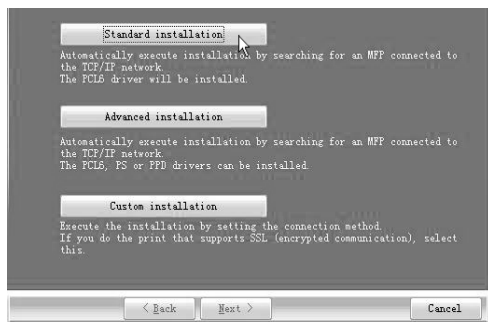 Standard installation
Automatically execute installation by searching for an MFP connected to
the TCP/IP network.
The PCL6 driver will be installed.
Advanced installation
Automatically execute installation by searching for an MFP connected to
the TCP/IP network.
The PCL6, PS or PPD drivers can be installed.
Custom installation
Execute the installation by setting the connection method.
If you do the print that supports SSL (encrypted communication), select
this.
< Back
Next >
Cancel